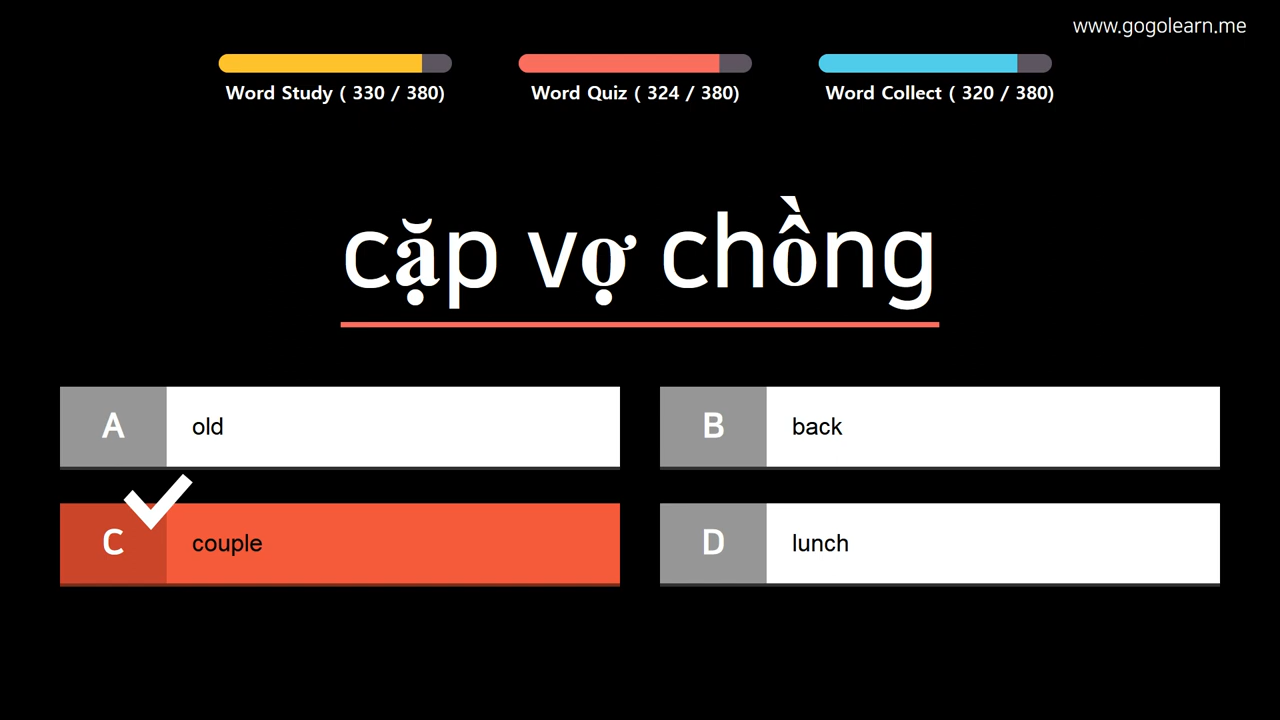 www.gogolearn.me
Word Study ( 330 / 380)
Word Quiz ( 324 / 380)
Word Collect ( 320 / 380)
cặp vợ chồng
A old
B back
C couple
D lunch